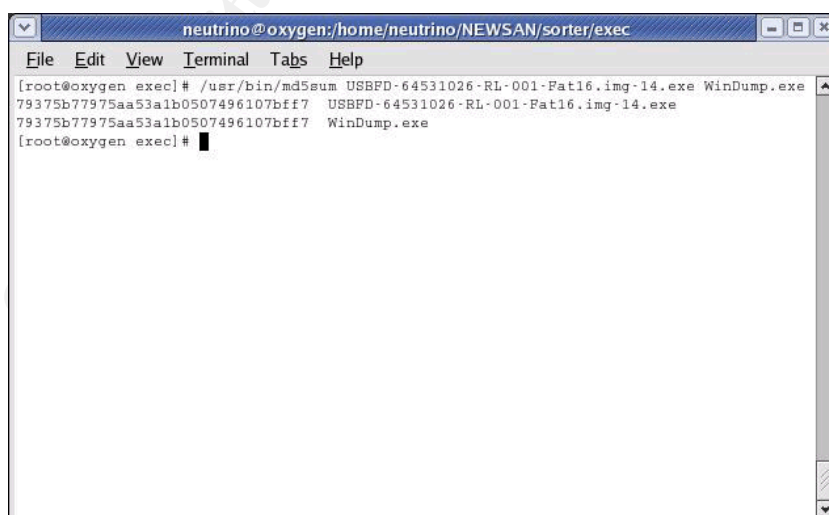 neutrino@oxygen:/home/neutrino/NEWSAN/sorter/exec
File Edit View Terminal Tabs Help
[root@oxygen exec]# /usr/bin/md5sum USBFD-64531026-RL-001-Fat16.img-14.exe WinDump.exe
79375b77975aa53a1b0507496107bff7 USBFD-64531026-RL-001-Fat16.img-14.exe
79375b77975aa53a1b0507496107bff7 WinDump.exe
[root@oxygen exec]#